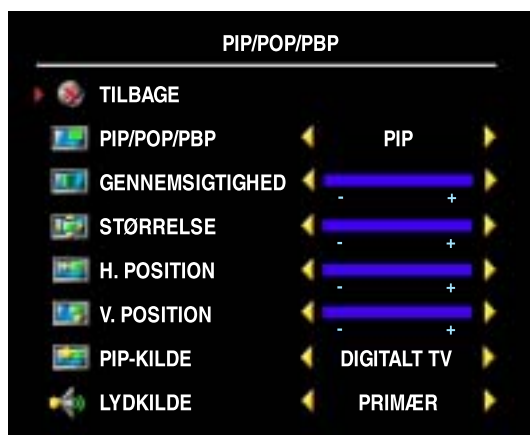 PIP/POP/PBP
TILBAGE
PIP/POP/PBP PIP
GENNEMSIGTIGHED
- +
STØRRELSE
- +
H. POSITION
- +
V. POSITION
- +
PIP-KILDE DIGITALT TV
LYDKILDE PRIMÆR